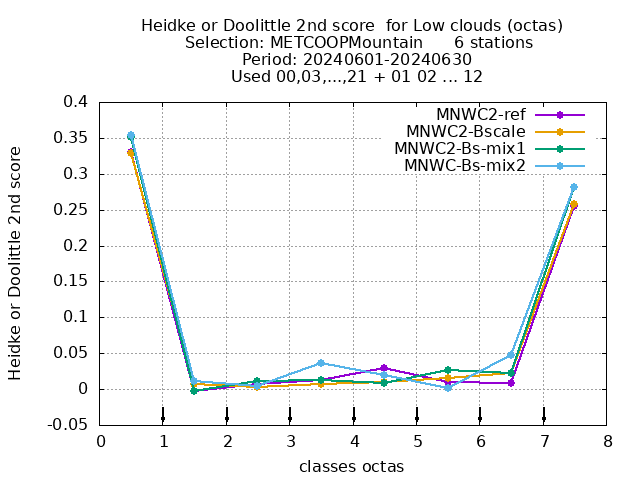 Heidke or Doolittle 2nd score  for Low clouds (octas)
Selection: METCOOPMountain      6 stations
Period: 20240601-20240630
Used 00,03,...,21 + 01 02 ... 12
Heidke or Doolittle 2nd score
0.4
0.35
0.3
0.25
0.2
0.15
0.1
0.05
0
-0.05
MNWC2-ref
MNWC2-Bscale
MNWC2-Bs-mix1
MNWC-Bs-mix2
0 1 2 3 4 5 6 7 8
classes octas